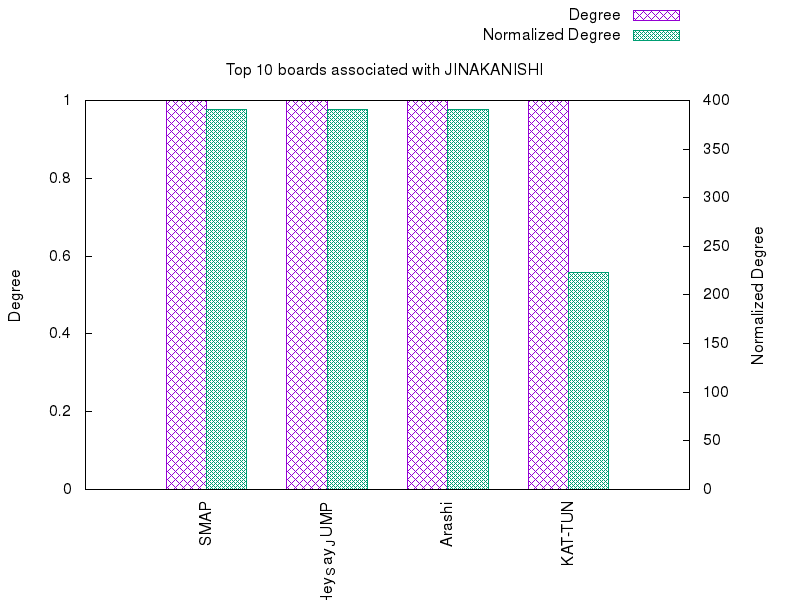 Degree
Normalized Degree
Top 10 boards associated with JINAKANISHI
1
0.8
0.6
0.4
0.2
0
400
350
300
250
200
150
100
50
0
Degree
Normalized Degree
SMAP
HeySayJUMP
Arashi
KAT-TUN